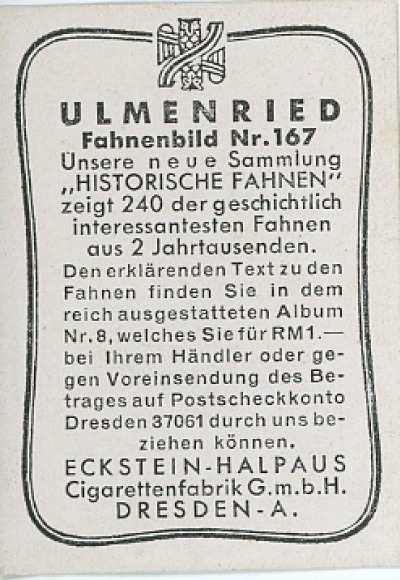 ULMENRIED
Fahnenbild Nr. 167
Unsere neue Sammlung
„HISTORISCHE FAHNEN"
zeigt 240 der geschichtlich
interessantesten Fahnen
aus 2 Jahrtausenden.
Den erklärenden Text zu den
Fahnen finden Sie in dem
reich ausgestatteten Album
Nr. 8, welches Sie für RM 1.—
bei Ihrem Händler oder ge-
gen Voreinsendung des Be-
trages auf Postscheckkonto
Dresden 37061 durch uns be-
ziehen können.
ECKSTEIN-HALPAUS
Cigarettenfabrik G.m.b.H.
DRESDEN-A.